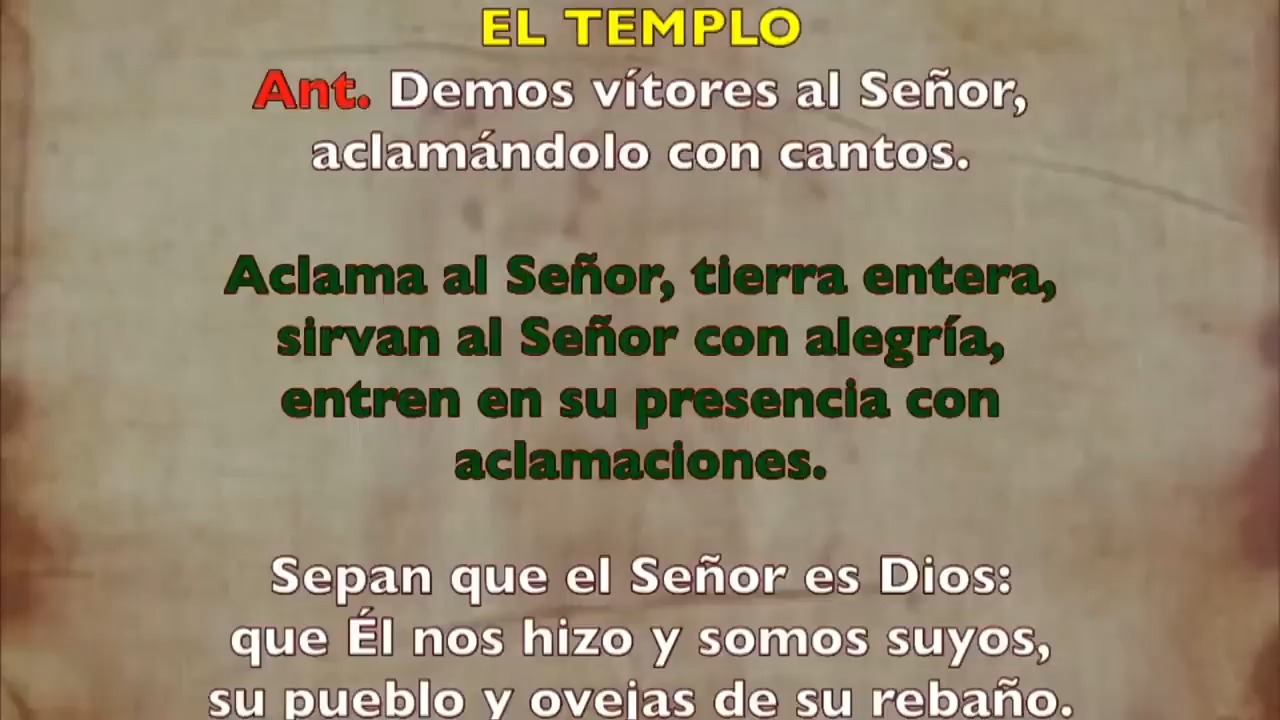 EL TEMPLO
Ant. Demos vítores al Señor,
aclamándolo con cantos.
Aclama al Señor, tierra entera,
sirvan al Señor con alegría,
entren en su presencia con
aclamaciones.
Sepan que el Señor es Dios:
que Él nos hizo y somos suyos,
su pueblo y ovejas de su rebaño.